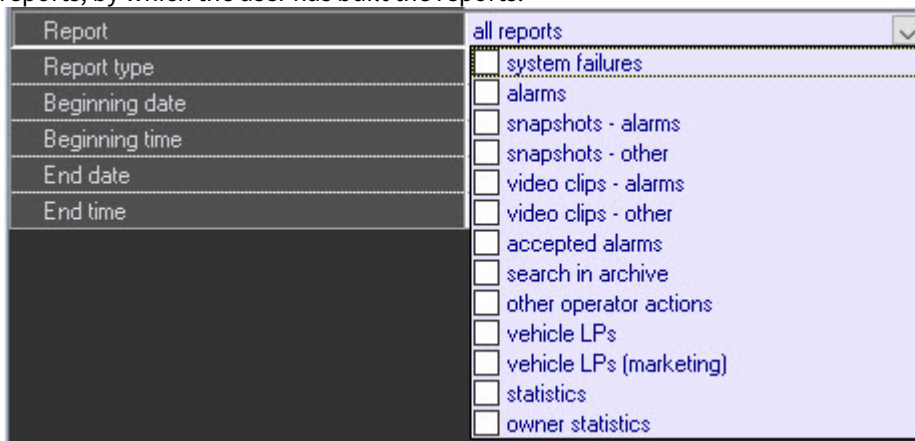 reports, by which the user has built the reports.
Report all reports
Report type
Beginning date
Beginning time
End date
End time
system failures
alarms
snapshots - alarms
snapshots - other
video clips - alarms
video clips - other
accepted alarms
search in archive
other operator actions
vehicle LPs
vehicle LPs (marketing)
statistics
owner statistics